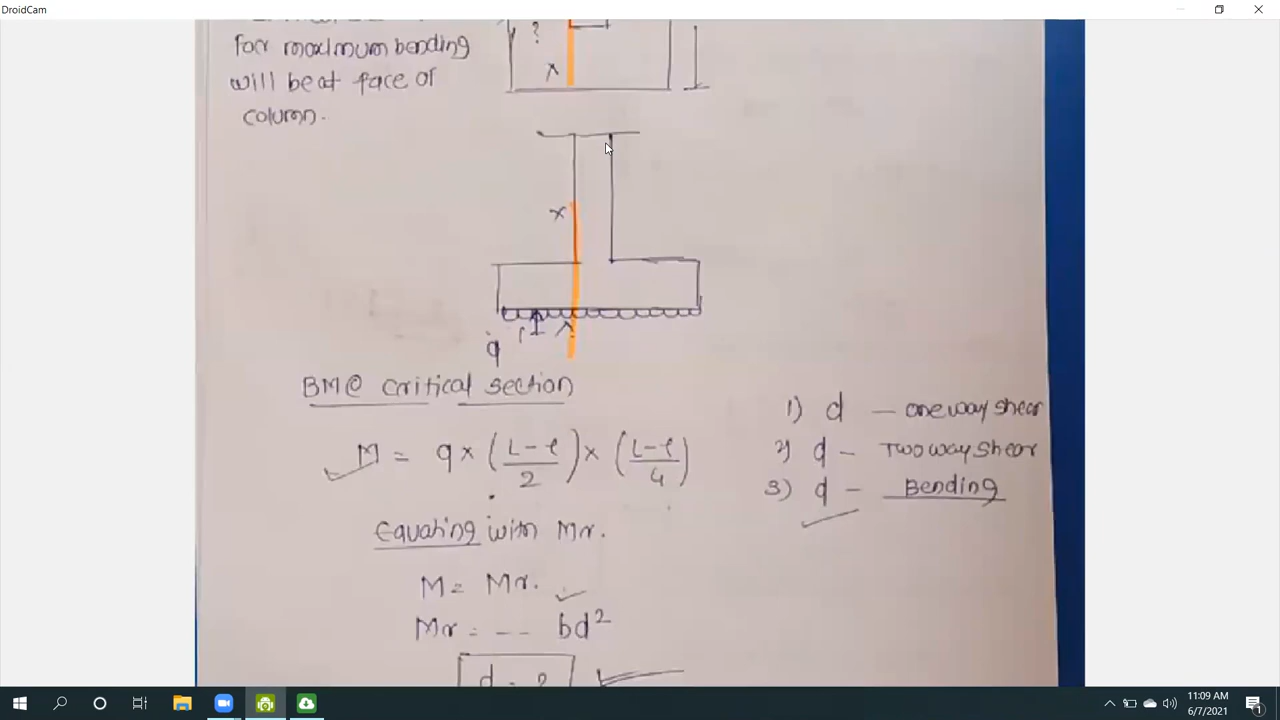 DroidCam
For maximum bending
will be at face of
column.
?
X
X
X
q
BM@ critical section
M = q × (L-l/2) × (L-l/4)
1) d — one way shear
2) d — Two way shear
3) d — Bending
Equating with Mr.
M = Mr.
Mr = -- bd²
d = ?
11:09 AM
6/7/2021
1